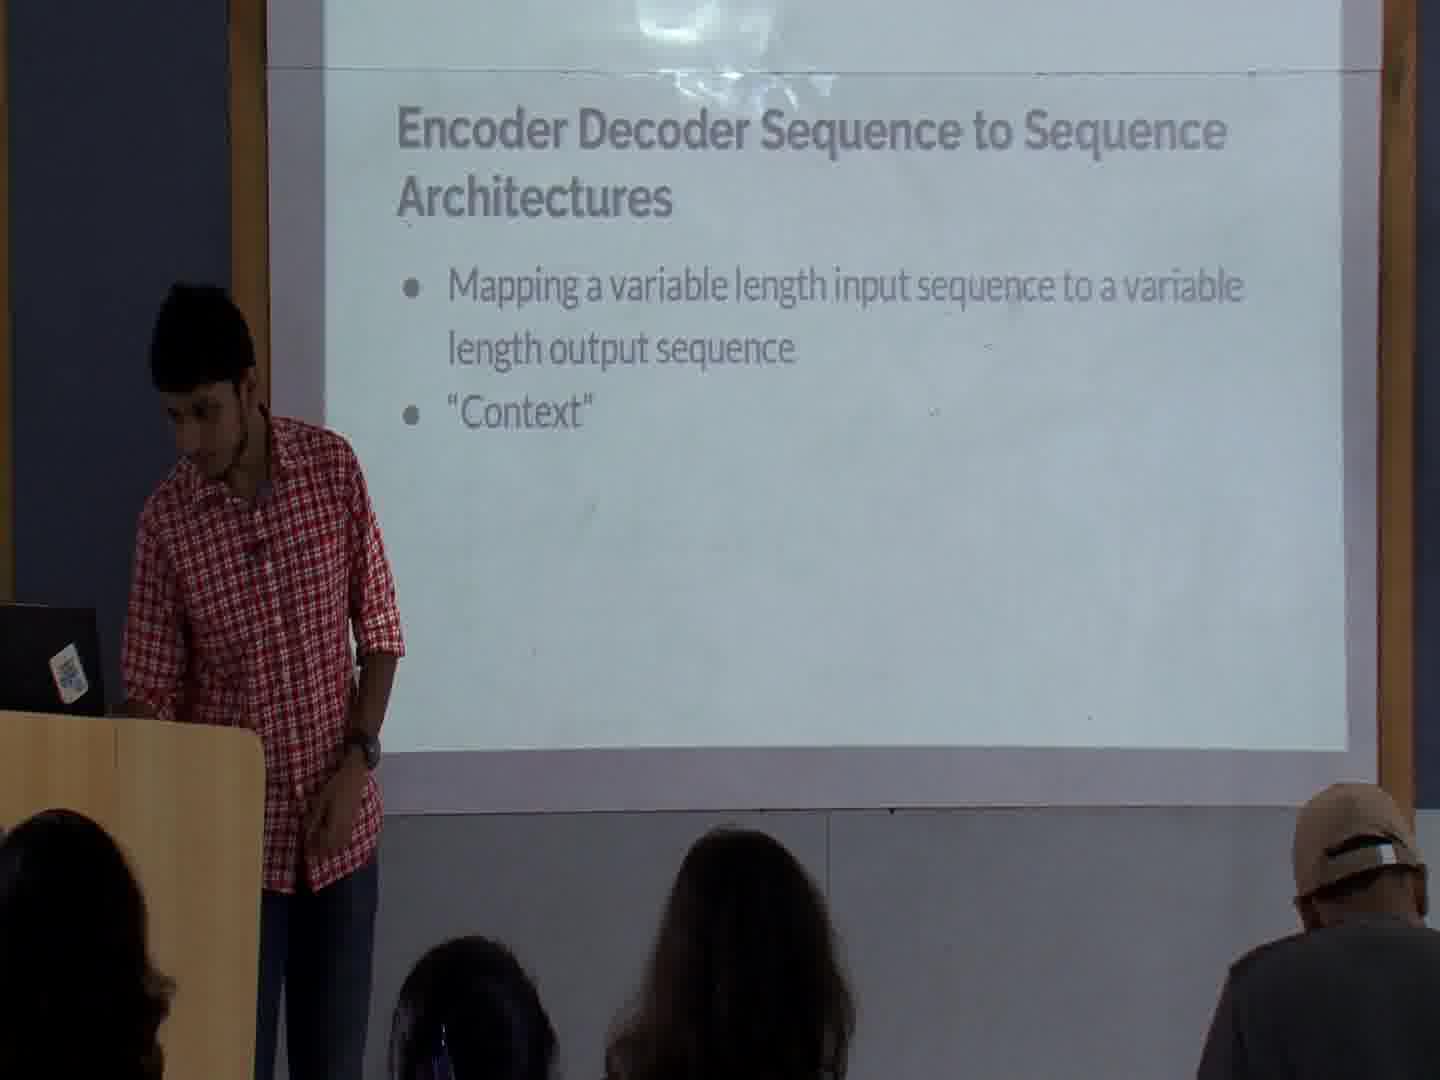 Encoder Decoder Sequence to Sequence
Architectures
● Mapping a variable length input sequence to a variable
length output sequence
● “Context”